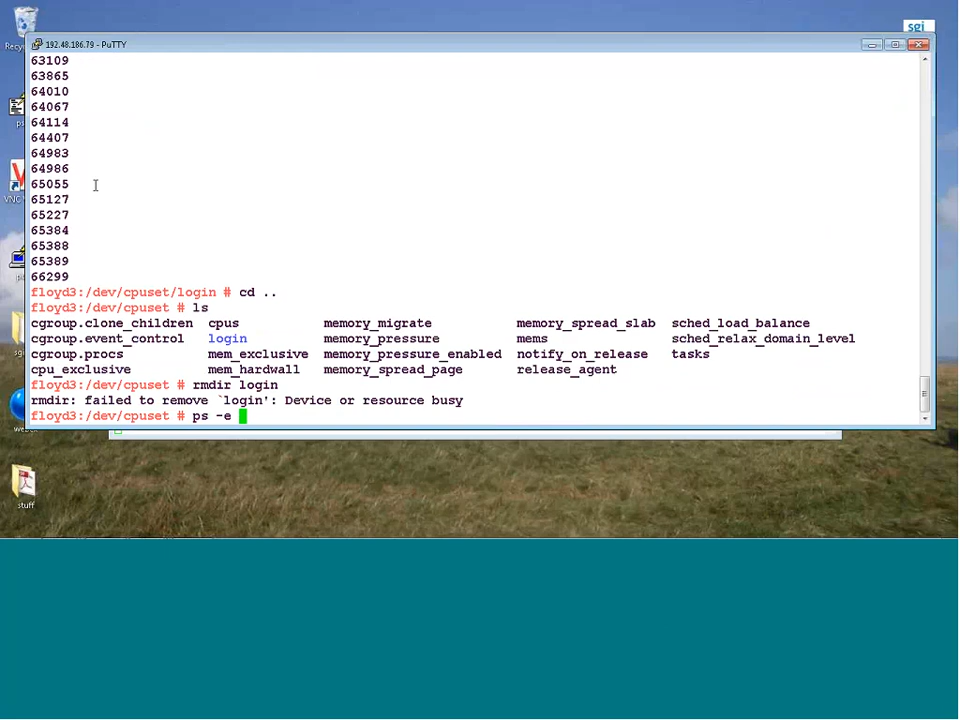 sgi
Recy
192.48.186.79 - PuTTY
63109
63865
64010
64067
64114
64407
64983
64986
65055
65127
65227
65384
65388
65389
66299
floyd3:/dev/cpuset/login # cd ..
floyd3:/dev/cpuset # ls
cgroup.clone_children cpus memory_migrate memory_spread_slab sched_load_balance
cgroup.event_control login memory_pressure mems sched_relax_domain_level
cgroup.procs mem_exclusive memory_pressure_enabled notify_on_release tasks
cpu_exclusive mem_hardwall memory_spread_page release_agent
floyd3:/dev/cpuset # rmdir login
rmdir: failed to remove `login': Device or resource busy
floyd3:/dev/cpuset # ps -e
VNC
stuff